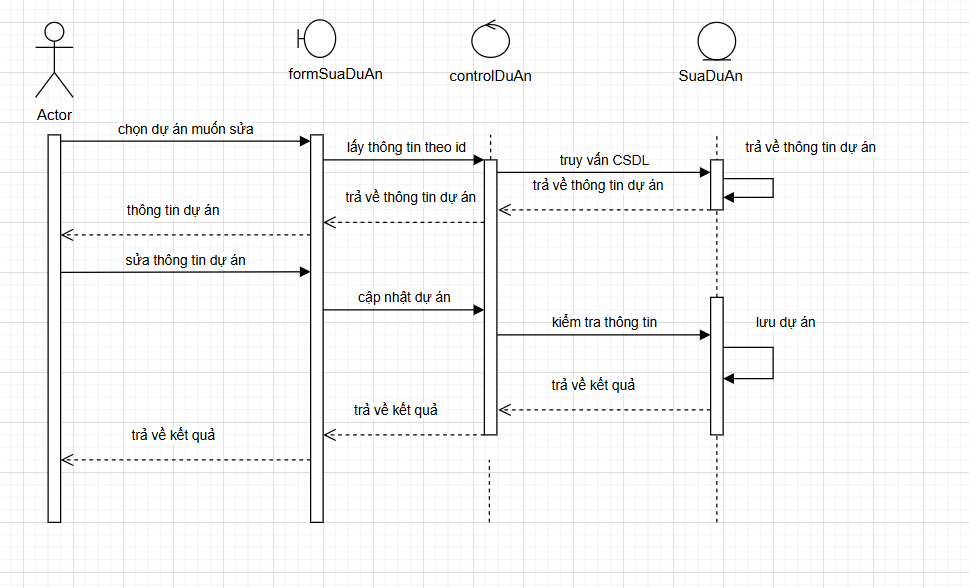 formSuaDuAn
controlDuAn
SuaDuAn
Actor
chọn dự án muốn sửa
lấy thông tin theo id
trả về thông tin dự án
truy vấn CSDL
trả về thông tin dự án
trả về thông tin dự án
thông tin dự án
sửa thông tin dự án
câp nhật dự án
kiểm tra thông tin
lưu dự án
trả về kết quả
trả về kết quả
trả về kết quả